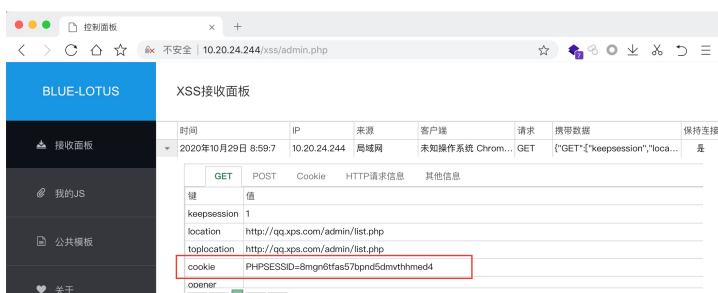 控制面板
不安全 | 10.20.24.244/xss/admin.php
7
BLUE-LOTUS
XSS接收面板
时间 IP 来源 客户端 请求 携带数据 保持连接
接收面板
2020年10月29日 8:59:7 10.20.24.244 局域网 未知操作系统 Chrom... GET {"GET":{"keepsession","loca... 是
GET POST Cookie HTTP请求信息 其他信息
我的JS
键 值
keepsession 1
location http://qq.xps.com/admin/list.php
公共模板
toplocation http://qq.xps.com/admin/list.php
cookie PHPSESSID=8mgn6tfas57bpnd5dmvthhmed4
关于
opener